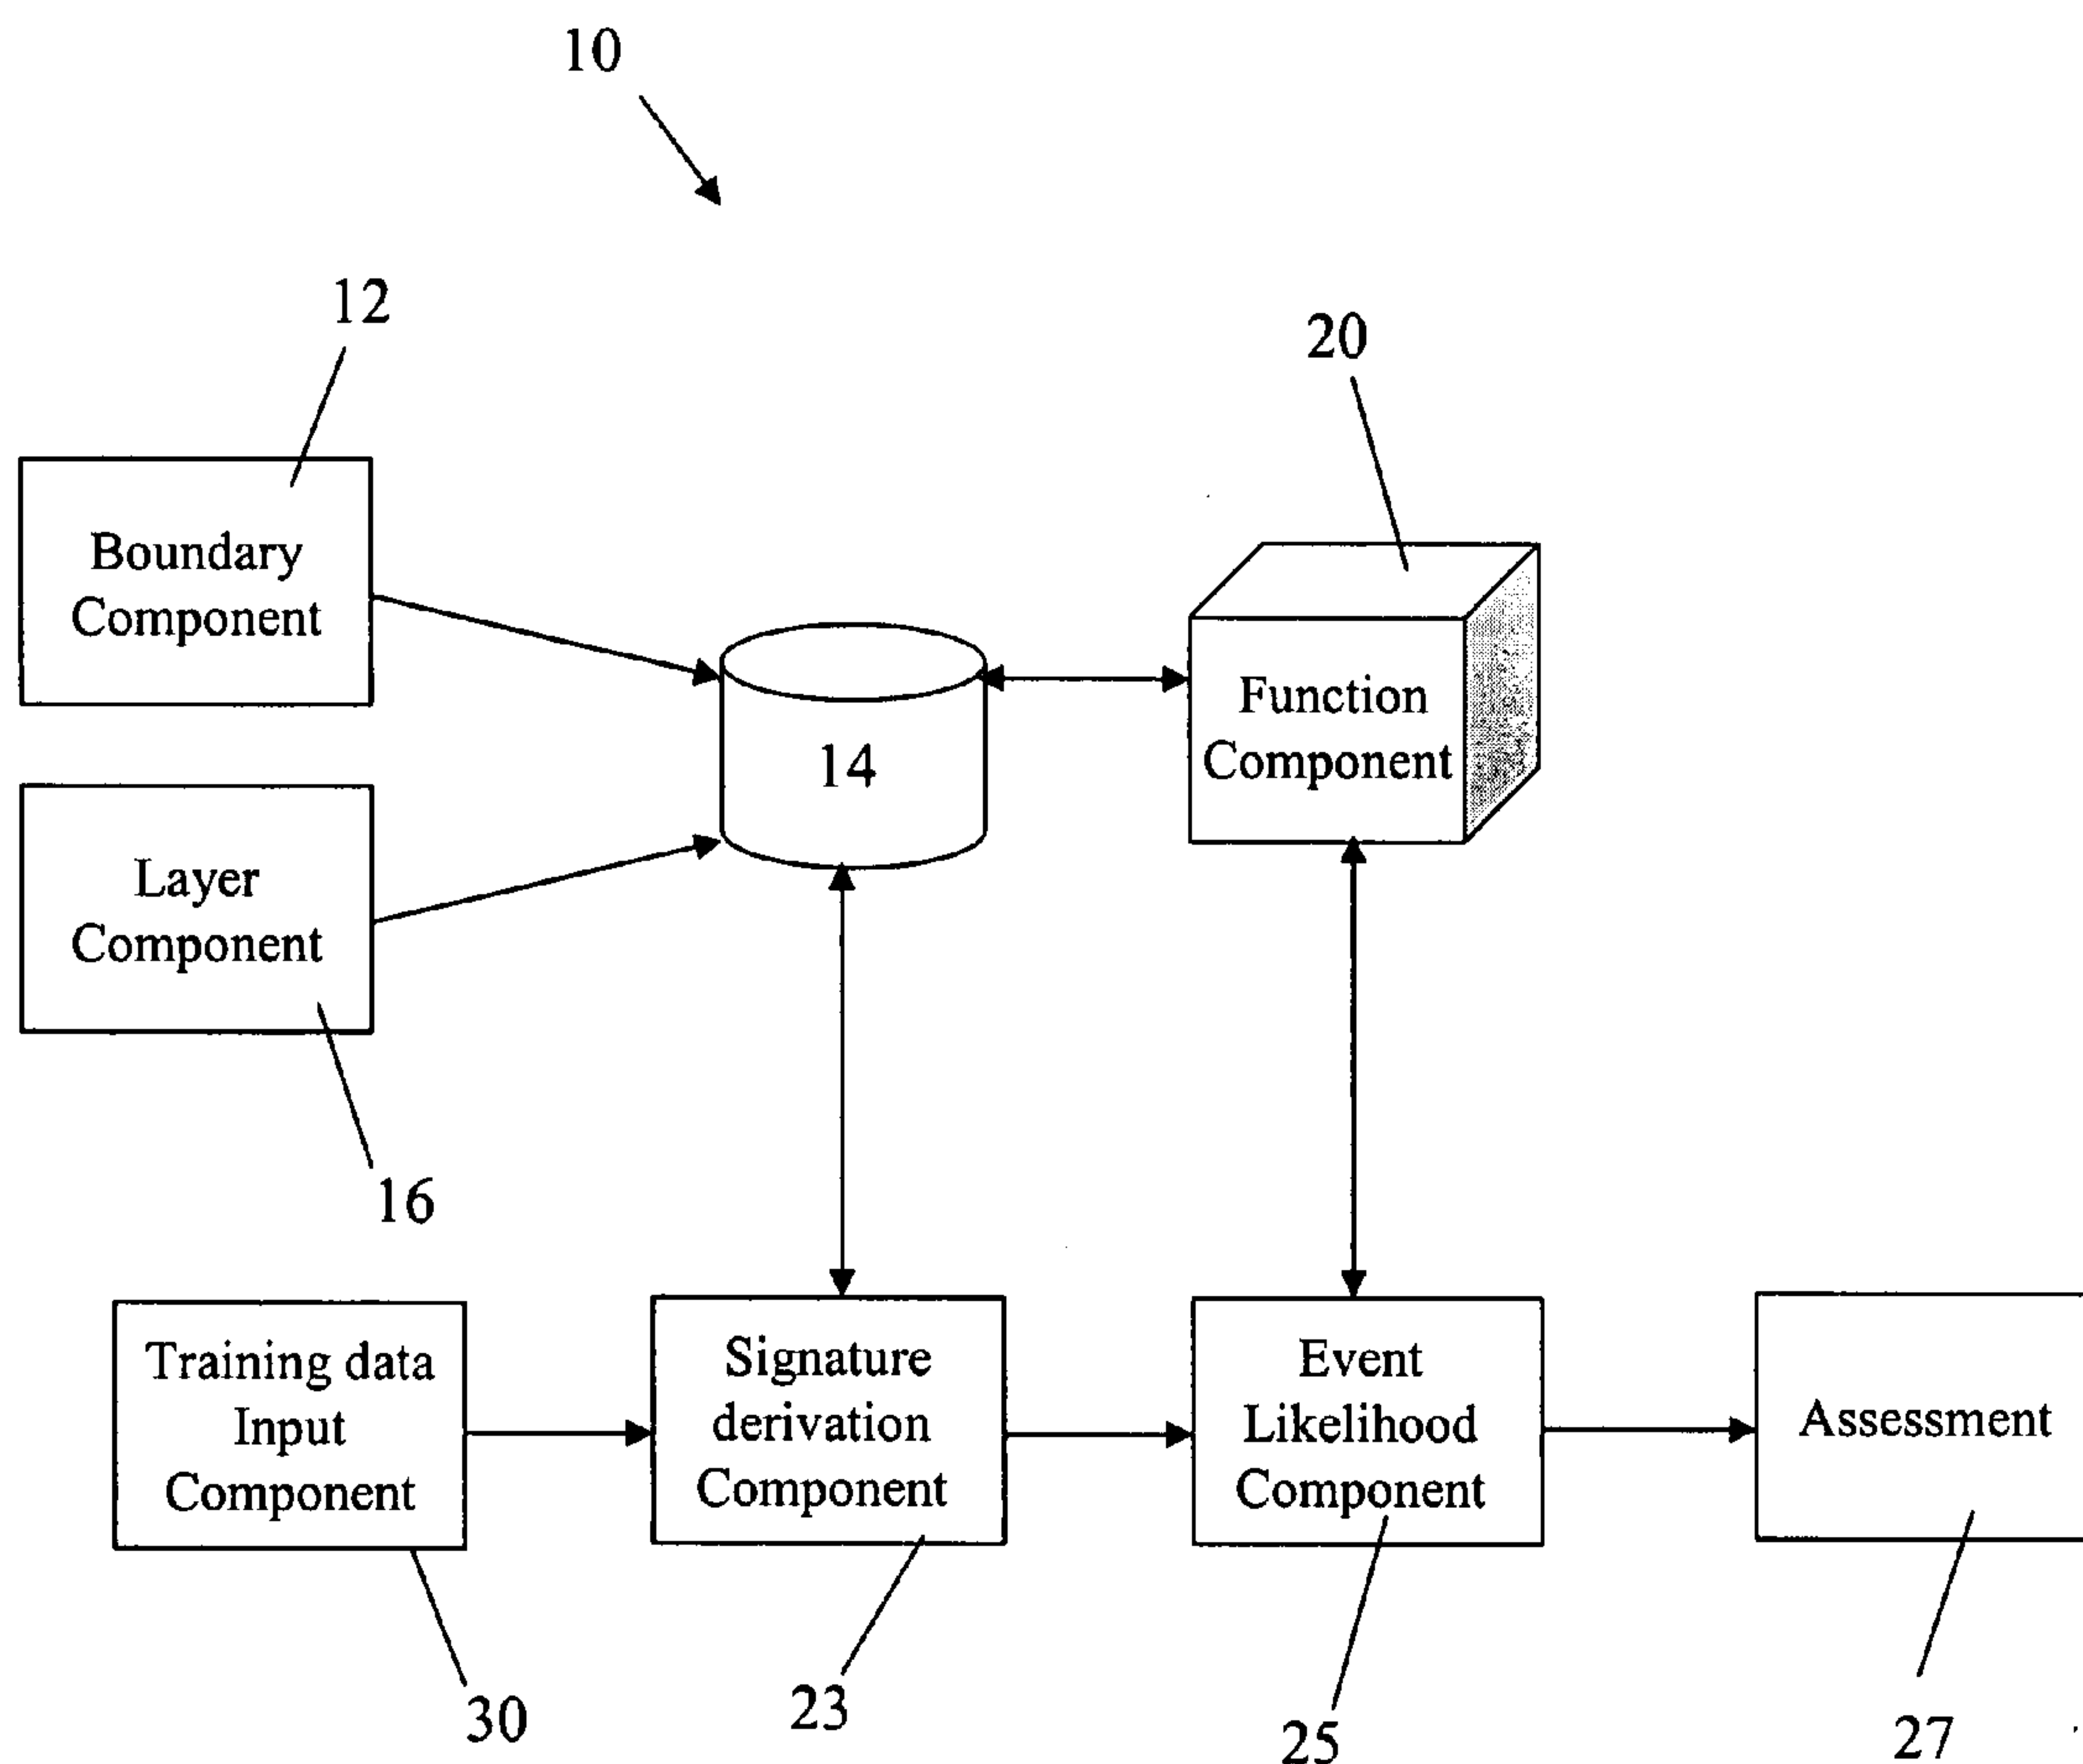 10
12
20
Boundary
Component
14
Function
Component
Layer
Component
16
Training data
Input
Component
Signature
derivation
Component
Event
Likelihood
Component
Assessment
30
23
25
27